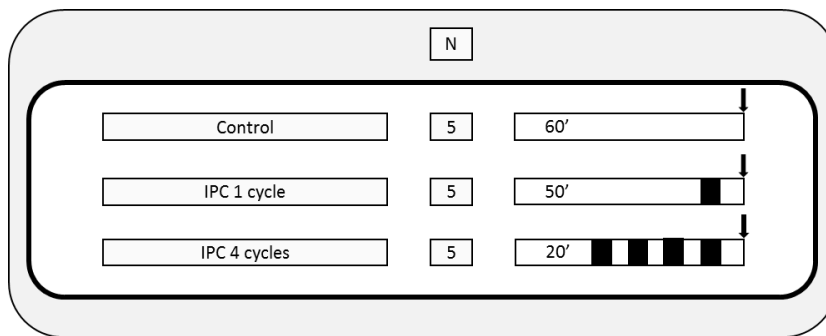 N
Control 5 60’
IPC 1 cycle 5 50’
IPC 4 cycles 5 20’